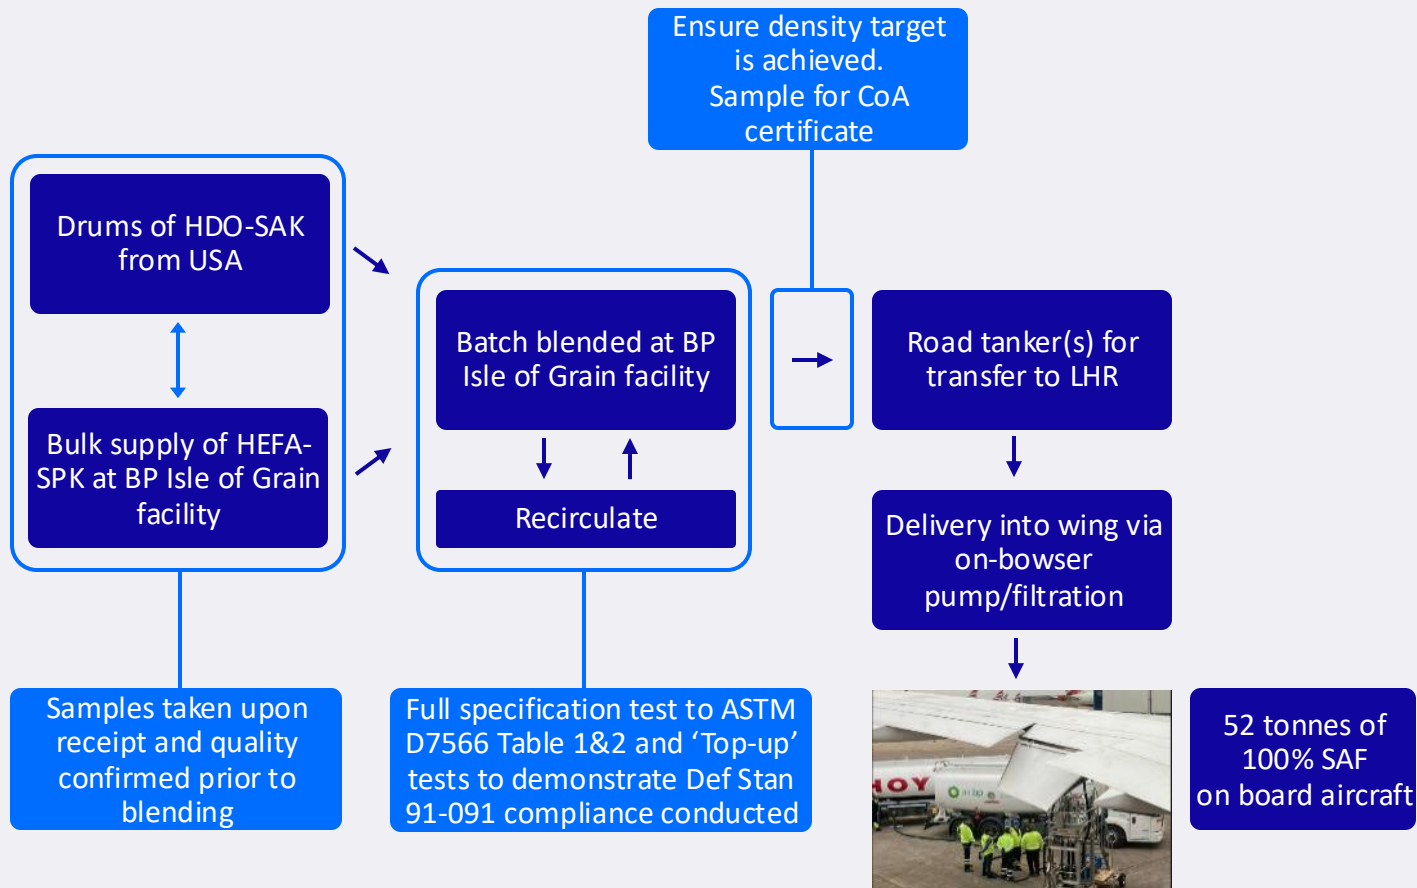 Ensure density target
is achieved.
Sample for CoA
certificate
Drums of HDO-SAK
from USA
Bulk supply of HEFA-
SPK at BP Isle of Grain
facility
Batch blended at BP
Isle of Grain facility
Recirculate
Road tanker(s) for
transfer to LHR
Delivery into wing via
on-bowser
pump/filtration
Samples taken upon
receipt and quality
confirmed prior to
blending
Full specification test to ASTM
D7566 Table 1&2 and ‘Top-up’
tests to demonstrate Def Stan
91-091 compliance conducted
HOY
bp
52 tonnes of
100% SAF
on board aircraft